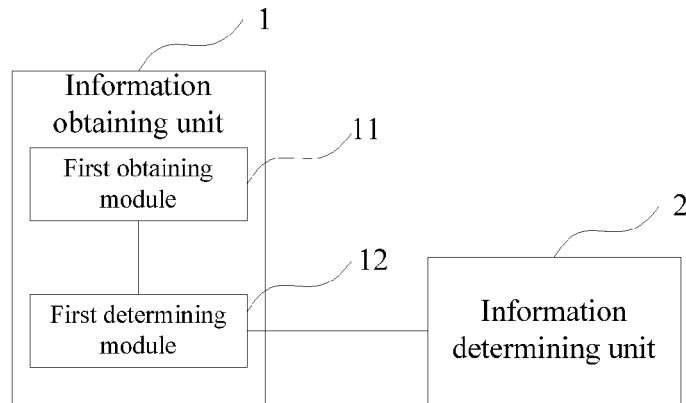 1
Information
obtaining unit
11
First obtaining
module
2
12
First determining
module
Information
determining unit